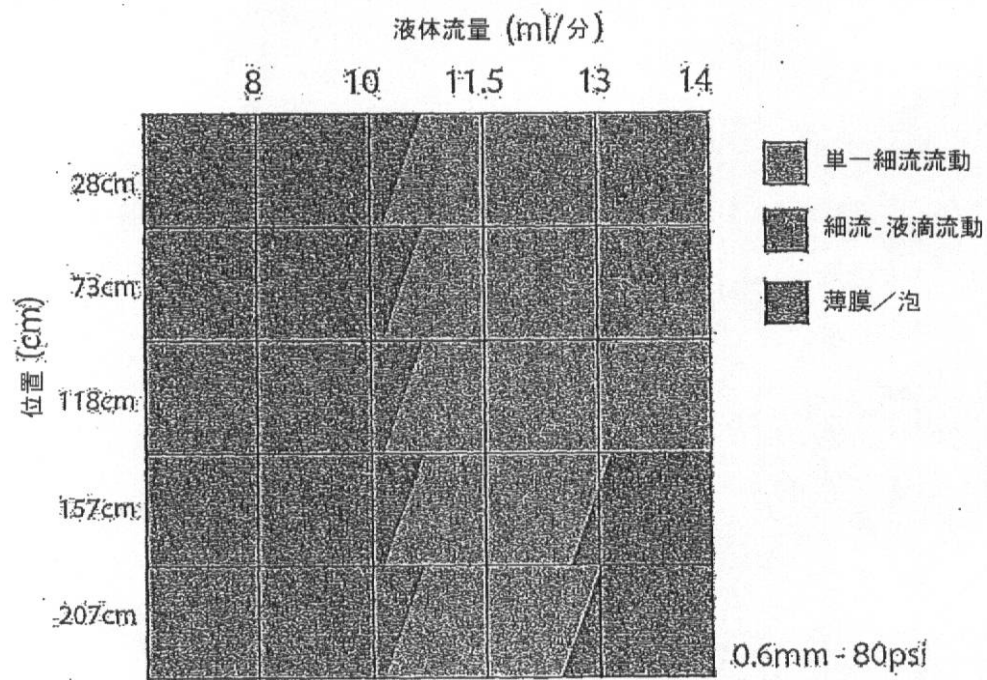 液体流量 (ml/分)
8 10 11.5 13 14
位置 (cm)
28cm
73cm
118cm
157cm
207cm
単一細流流動
細流-液滴流動
薄膜/泡
0.6mm - 80psi